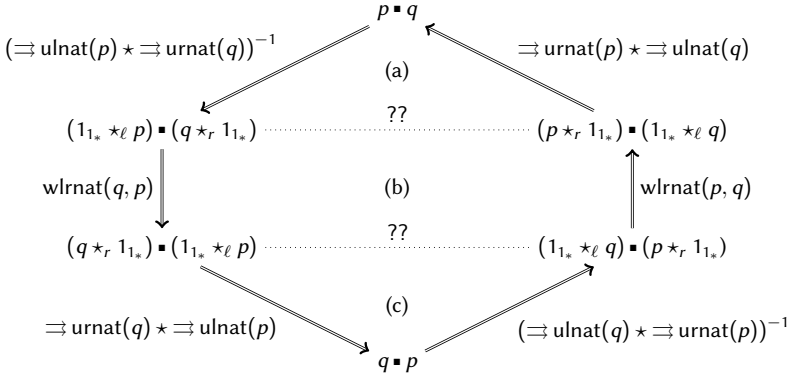 p ▪ q
(⇉ ulnat(p) ⋆ ⇉ urnat(q))⁻¹
⇉ urnat(p) ⋆ ⇉ ulnat(q)
(a)
(1₁⁎ ⋆ℓ p) ▪ (q ⋆ᵣ 1₁⁎) ?? (p ⋆ᵣ 1₁⁎) ▪ (1₁⁎ ⋆ℓ q)
wlrnat(q, p) (b) wlrnat(p, q)
(q ⋆ᵣ 1₁⁎) ▪ (1₁⁎ ⋆ℓ p) ?? (1₁⁎ ⋆ℓ q) ▪ (p ⋆ᵣ 1₁⁎)
(c)
⇉ urnat(q) ⋆ ⇉ ulnat(p)
(⇉ ulnat(q) ⋆ ⇉ urnat(p))⁻¹
q ▪ p